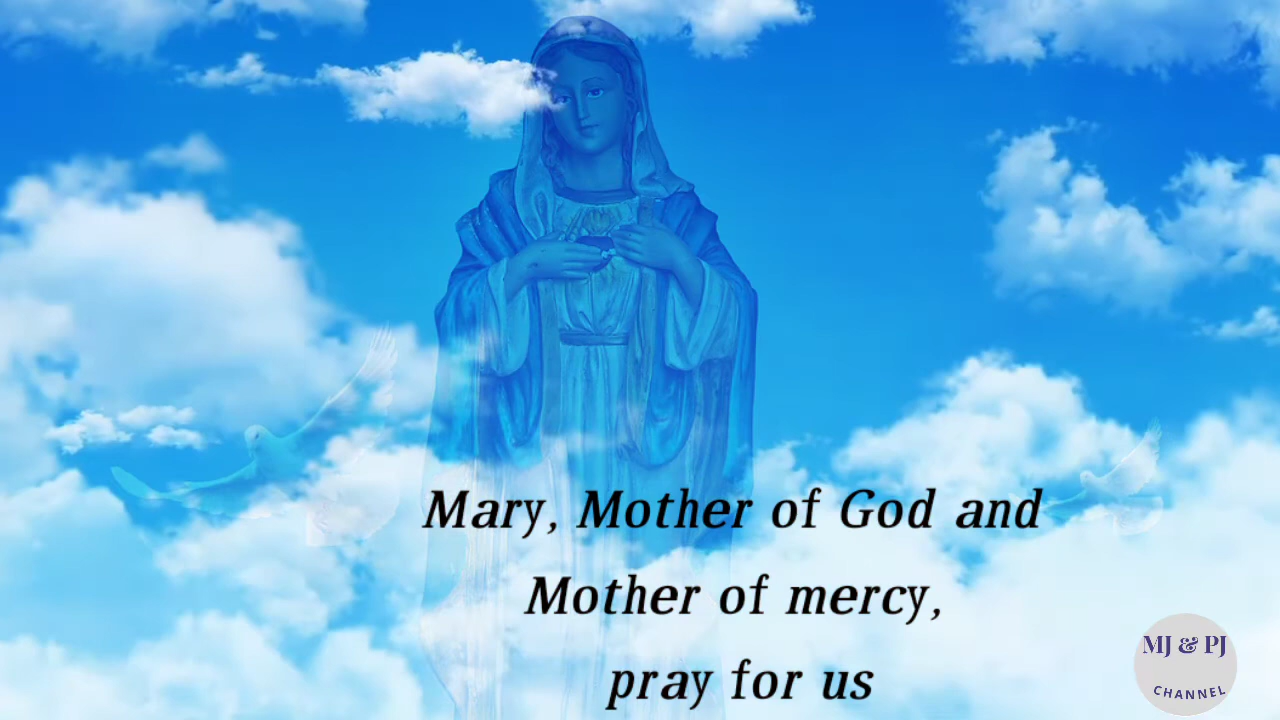 Mary, Mother of God and
Mother of mercy,
pray for us
MJ & PJ
CHANNEL